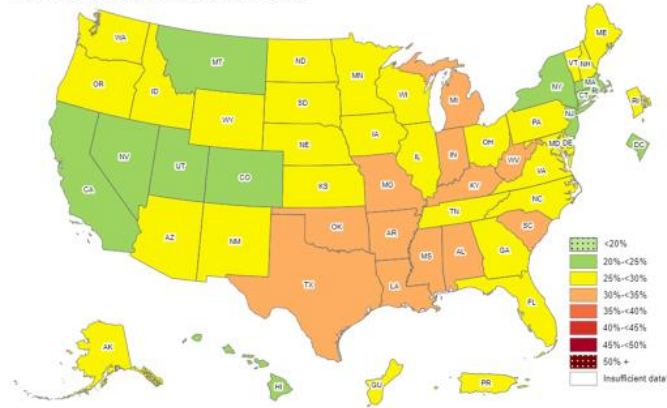 WA
MT
ND
ME
OR
ID
MN
VT
NH
WY
SD
WI
NY
MA
CT
RI
RI
MI
NV
NE
IA
PA
NJ
CA
UT
CO
IL
IN
OH
MD
DE
DC
KS
MO
WV
VA
KY
AZ
NM
OK
AR
TN
NC
SC
TX
LA
MS
AL
GA
FL
AK
HI
GU
PR
<20%
20%-<25%
25%-<30%
30%-<35%
35%-<40%
40%-<45%
45%-<50%
50% +
Insufficient data*